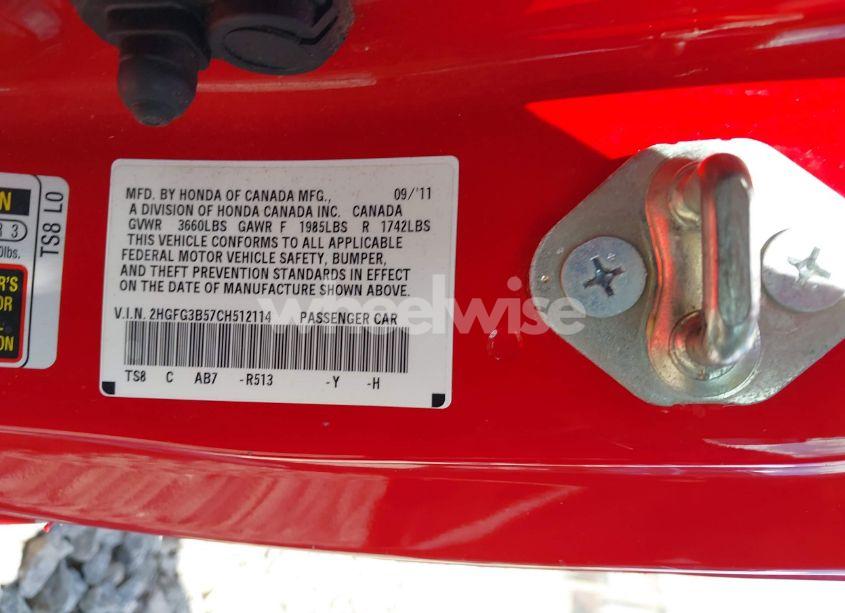 MFD. BY HONDA OF CANADA MFG., 09/'11
A DIVISION OF HONDA CANADA INC. CANADA
GVWR 3660LBS GAWR F 1985LBS R 1742LBS
THIS VEHICLE CONFORMS TO ALL APPLICABLE
FEDERAL MOTOR VEHICLE SAFETY, BUMPER,
AND THEFT PREVENTION STANDARDS IN EFFECT
ON THE DATE OF MANUFACTURE SHOWN ABOVE.
V.I.N. 2HGFG3B57CH512114 PASSENGER CAR
TS8 C AB7 -R513 -Y -H
TS8 L0
R 3
0lbs.
wheelwise